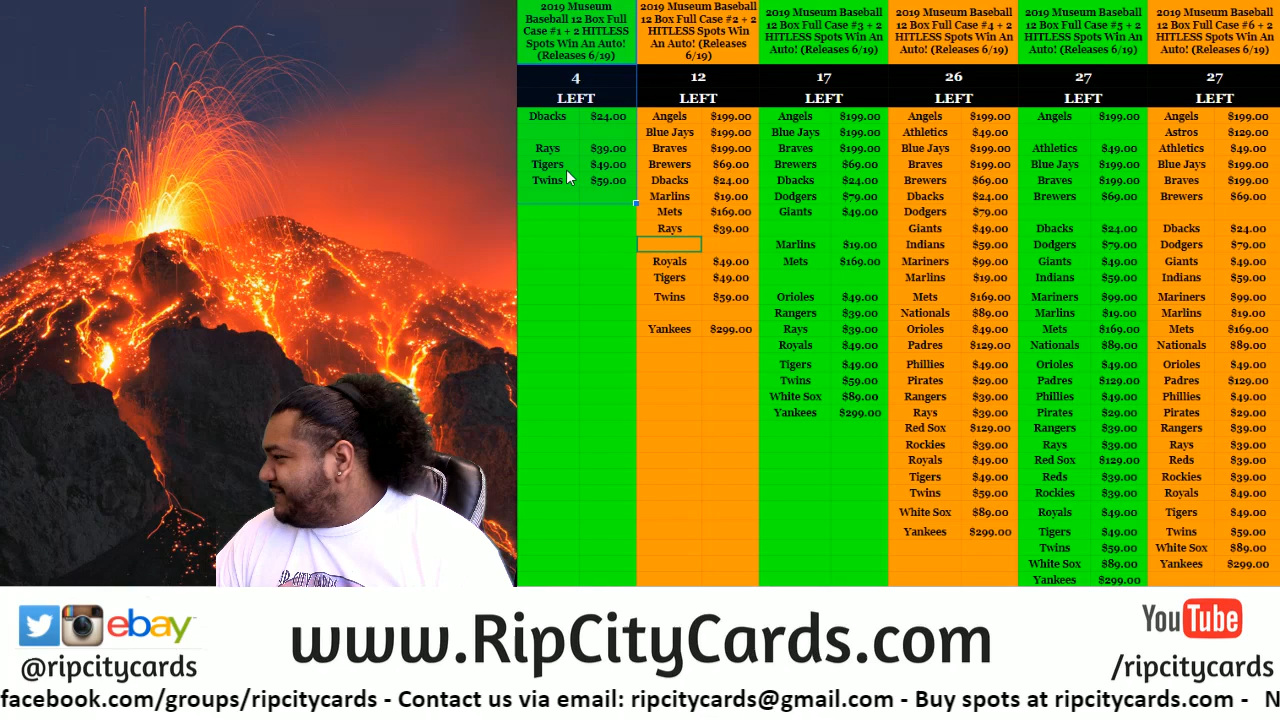 2019 Museum
Baseball 12 Box Full
Case #1 + 2 HITLESS
Spots Win An Auto!
(Releases 6/19)
4
LEFT
Dbacks $24.00
Rays $39.00
Tigers $49.00
Twins $59.00
2019 Museum Baseball
12 Box Full Case #2 + 2
HITLESS Spots Win
An Auto! (Releases
6/19)
12
LEFT
Angels $199.00
Blue Jays $199.00
Braves $199.00
Brewers $69.00
Dbacks $24.00
Marlins $19.00
Mets $169.00
Rays $39.00
Royals $49.00
Tigers $49.00
Twins $59.00
Yankees $299.00
2019 Museum Baseball
12 Box Full Case #3 + 2
HITLESS Spots Win An
Auto! (Releases 6/19)
17
LEFT
Angels $199.00
Blue Jays $199.00
Braves $199.00
Brewers $69.00
Dbacks $24.00
Dodgers $79.00
Giants $49.00
Marlins $19.00
Mets $169.00
Orioles $49.00
Rangers $39.00
Rays $39.00
Royals $49.00
Tigers $49.00
Twins $59.00
White Sox $89.00
Yankees $299.00
2019 Museum Baseball
12 Box Full Case #4 + 2
HITLESS Spots Win An
Auto! (Releases 6/19)
26
LEFT
Angels $199.00
Athletics $49.00
Blue Jays $199.00
Braves $199.00
Brewers $69.00
Dbacks $24.00
Dodgers $79.00
Giants $49.00
Indians $59.00
Mariners $99.00
Marlins $19.00
Mets $169.00
Nationals $89.00
Orioles $49.00
Padres $129.00
Phillies $49.00
Pirates $29.00
Rangers $39.00
Rays $39.00
Red Sox $129.00
Rockies $39.00
Royals $49.00
Tigers $49.00
Twins $59.00
White Sox $89.00
Yankees $299.00
2019 Museum Baseball
12 Box Full Case #5 + 2
HITLESS Spots Win An
Auto! (Releases 6/19)
27
LEFT
Angels $199.00
Athletics $49.00
Blue Jays $199.00
Braves $199.00
Brewers $69.00
Dbacks $24.00
Dodgers $79.00
Giants $49.00
Indians $59.00
Mariners $99.00
Marlins $19.00
Mets $169.00
Nationals $89.00
Orioles $49.00
Padres $129.00
Phillies $49.00
Pirates $29.00
Rangers $39.00
Rays $39.00
Red Sox $129.00
Reds $39.00
Rockies $39.00
Royals $49.00
Tigers $49.00
Twins $59.00
White Sox $89.00
Yankees $299.00
2019 Museum Baseball
12 Box Full Case #6 + 2
HITLESS Spots Win An
Auto! (Releases 6/19)
27
LEFT
Angels $199.00
Astros $129.00
Athletics $49.00
Blue Jays $199.00
Braves $199.00
Brewers $69.00
Dbacks $24.00
Dodgers $79.00
Giants $49.00
Indians $59.00
Mariners $99.00
Marlins $19.00
Mets $169.00
Nationals $89.00
Orioles $49.00
Padres $129.00
Phillies $49.00
Pirates $29.00
Rangers $39.00
Rays $39.00
Reds $39.00
Rockies $39.00
Royals $49.00
Tigers $49.00
Twins $59.00
White Sox $89.00
Yankees $299.00
ebay
@ripcitycards
www.RipCityCards.com
YouTube
/ripcitycards
facebook.com/groups/ripcitycards - Contact us via email: ripcitycards@gmail.com - Buy spots at ripcitycards.com - N